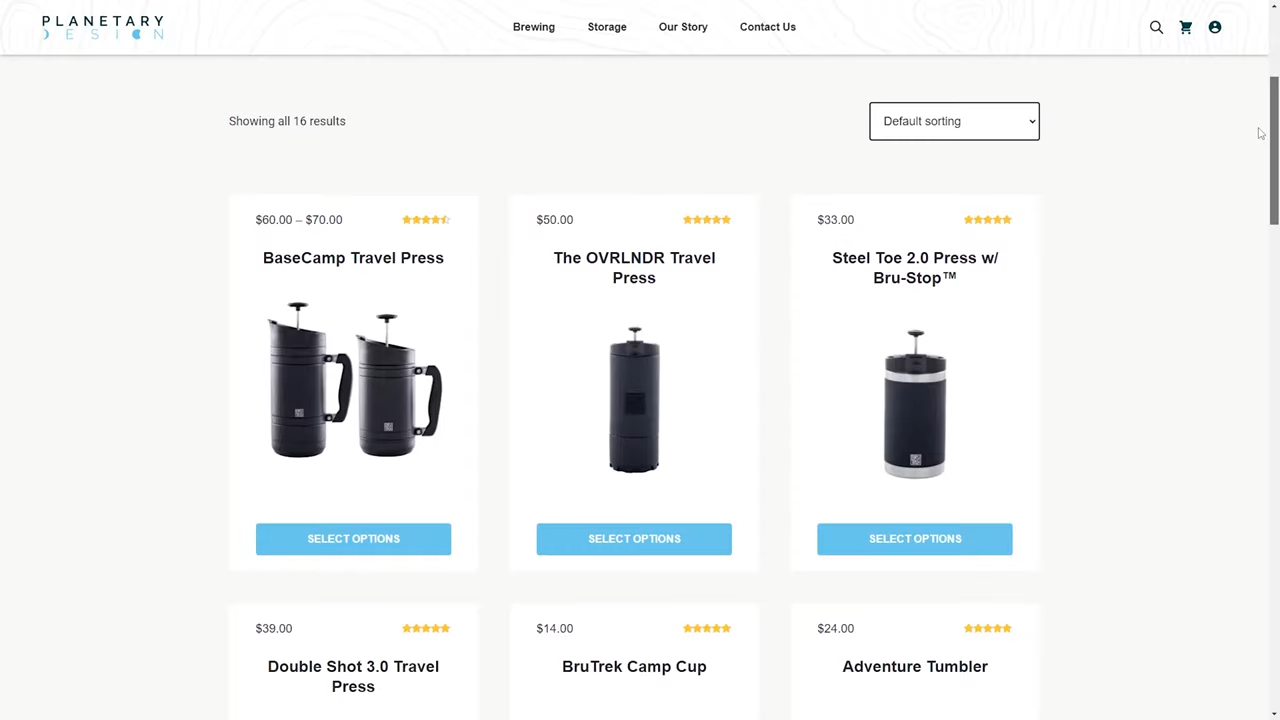 PLANETARY
DESIGN
Brewing Storage Our Story Contact Us
Showing all 16 results
Default sorting
$60.00 – $70.00
BaseCamp Travel Press
SELECT OPTIONS
$50.00
The OVRLNDR Travel
Press
SELECT OPTIONS
$33.00
Steel Toe 2.0 Press w/
Bru-Stop™
SELECT OPTIONS
$39.00
Double Shot 3.0 Travel
Press
$14.00
BruTrek Camp Cup
$24.00
Adventure Tumbler